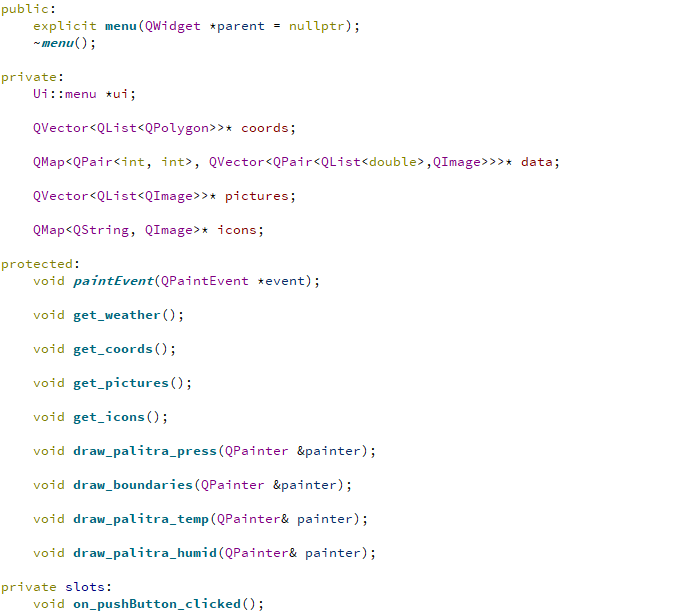 public:
    explicit menu(QWidget *parent = nullptr);
    ~menu();
private:
    Ui::menu *ui;
    QVector<QList<QPolygon>>* coords;
    QMap<QPair<int, int>, QVector<QPair<QList<double>,QImage>>>* data;
    QVector<QList<QImage>>* pictures;
    QMap<QString, QImage>* icons;
protected:
    void paintEvent(QPaintEvent *event);
    void get_weather();
    void get_coords();
    void get_pictures();
    void get_icons();
    void draw_palitra_press(QPainter &painter);
    void draw_boundaries(QPainter &painter);
    void draw_palitra_temp(QPainter& painter);
    void draw_palitra_humid(QPainter& painter);
private slots:
    void on_pushButton_clicked();